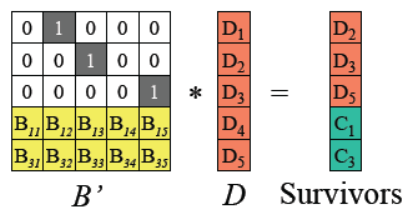 0 1 0 0 0 D1 D2
0 0 1 0 0 D2 D3
0 0 0 0 1 * D3 = D5
B11 B12 B13 B14 B15 D4 C1
B31 B32 B33 B34 B35 D5 C3
B’ D Survivors